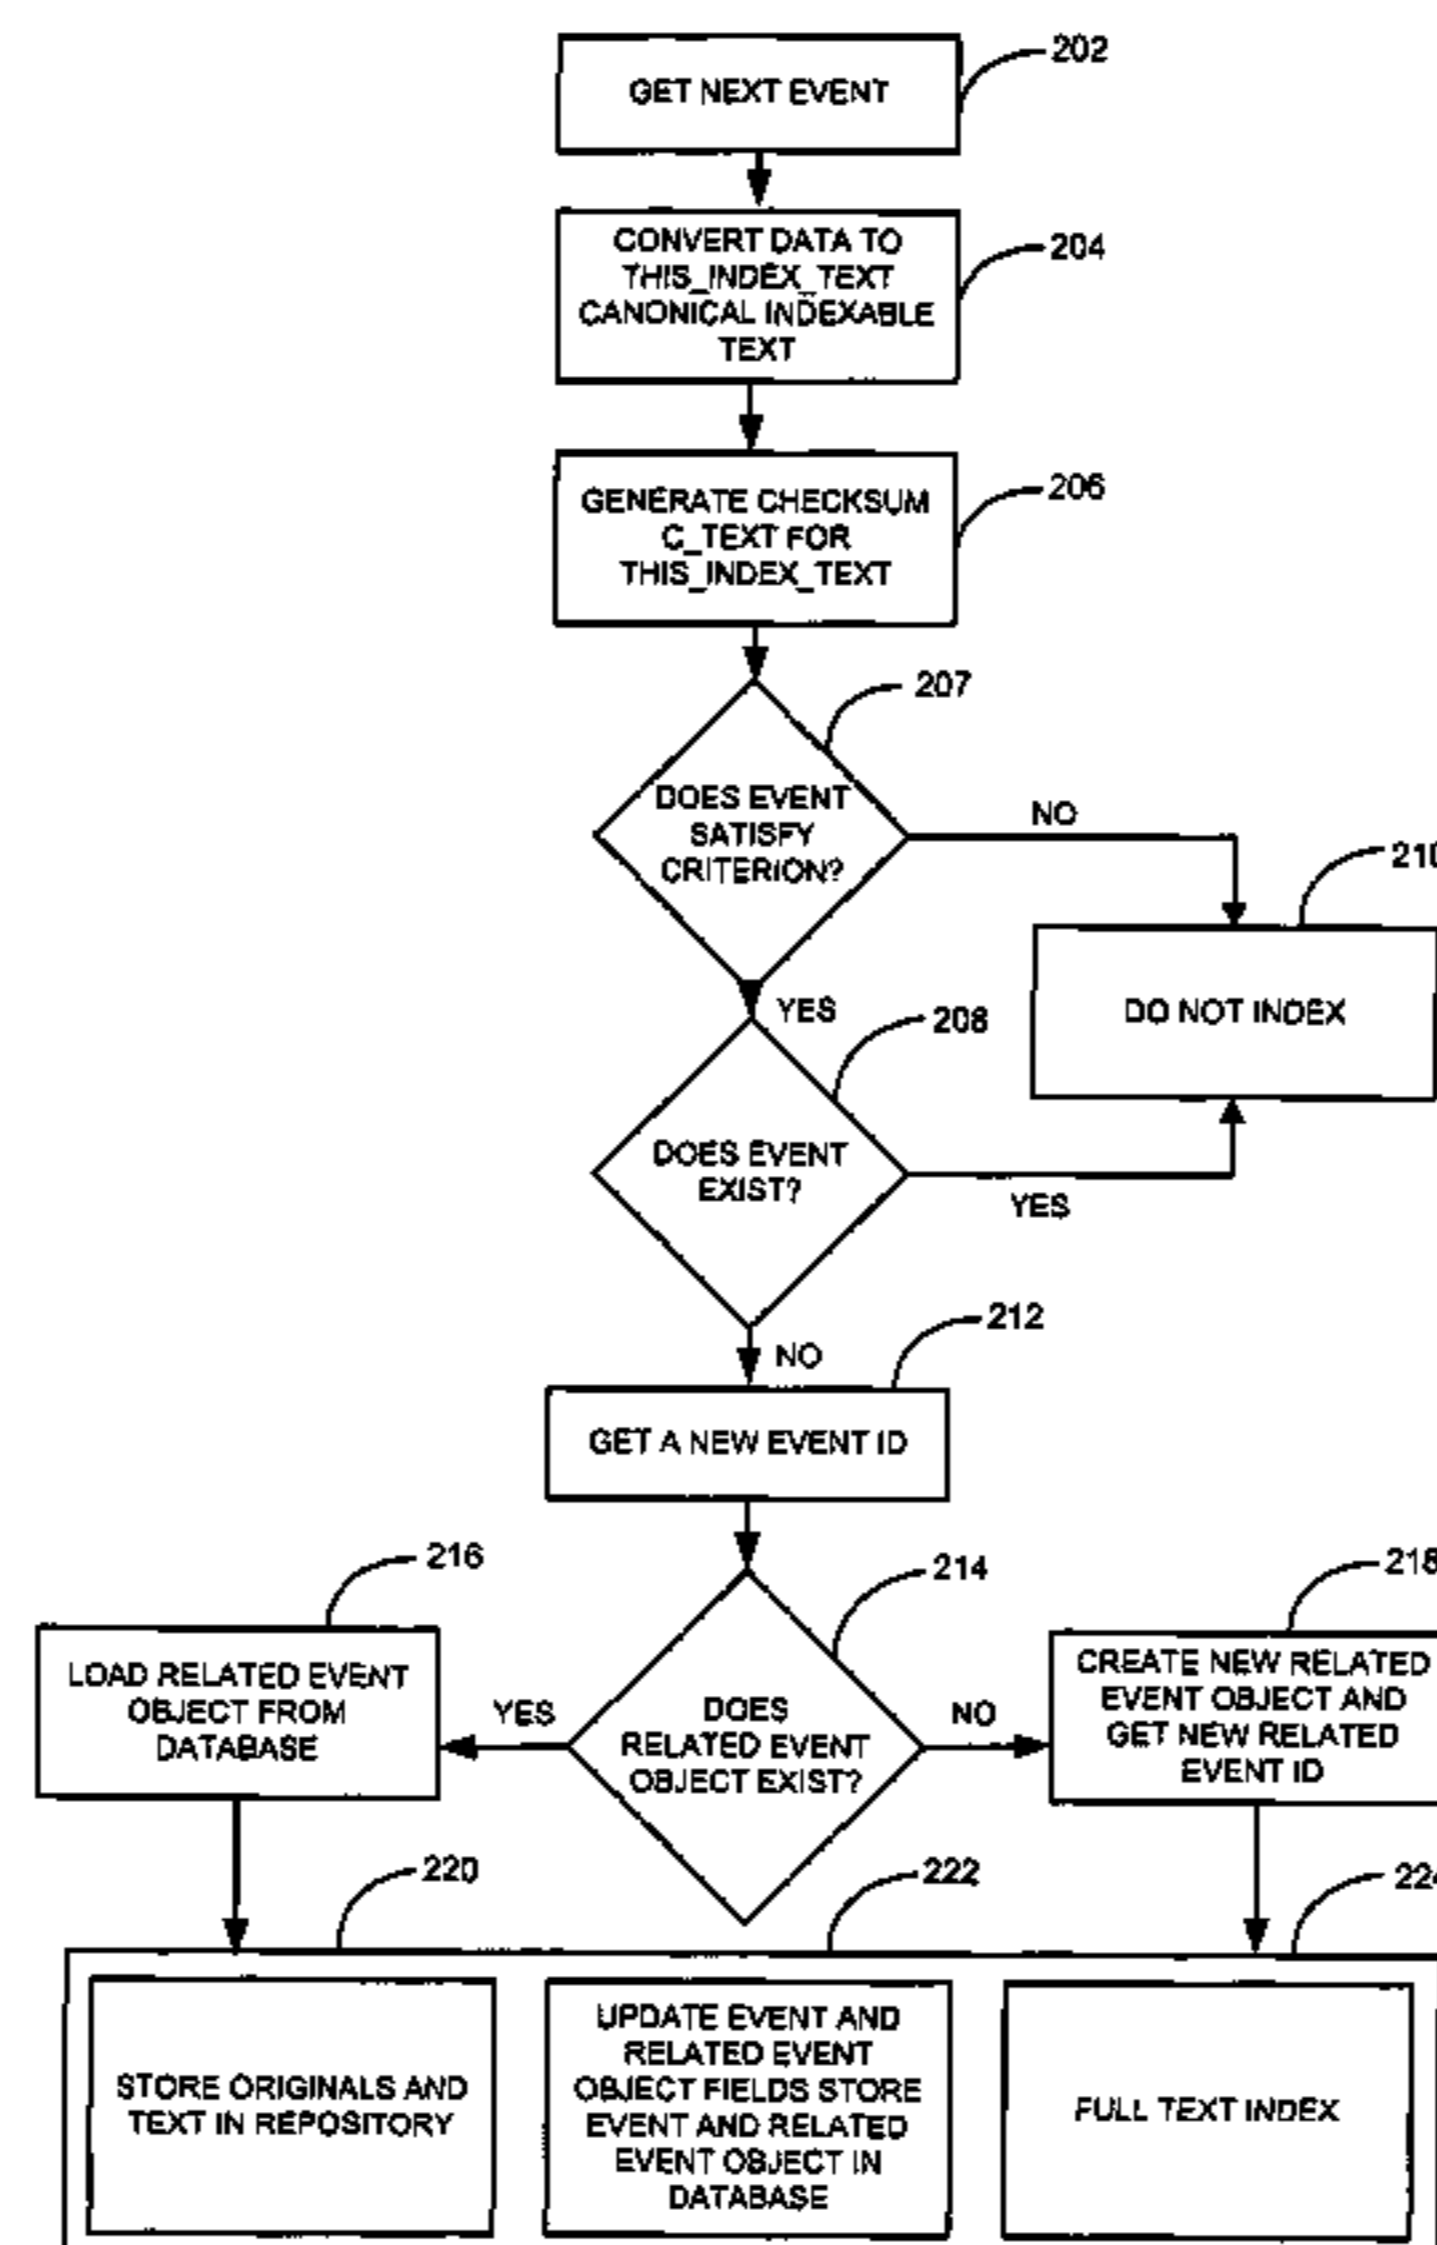 202
GET NEXT EVENT
204
CONVERT DATA TO
THIS_INDEX_TEXT
CANONICAL INDEXABLE
TEXT
206
GENERATE CHECKSUM
C_TEXT FOR
THIS_INDEX_TEXT
207
DOES EVENT
SATISFY
CRITERION?
NO
210
DO NOT INDEX
YES
208
DOES EVENT
EXIST?
YES
212
NO
GET A NEW EVENT ID
216
214
218
LOAD RELATED EVENT
OBJECT FROM
DATABASE
YES
DOES
RELATED EVENT
OBJECT EXIST?
NO
CREATE NEW RELATED
EVENT OBJECT AND
GET NEW RELATED
EVENT ID
220
222
224
STORE ORIGINALS AND
TEXT IN REPOSITORY
UPDATE EVENT AND
RELATED EVENT
OBJECT FIELDS STORE
EVENT AND RELATED
EVENT OBJECT IN
DATABASE
FULL TEXT INDEX